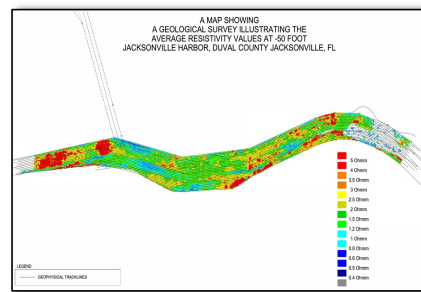 A MAP SHOWING
A GEOLOGICAL SURVEY ILLUSTRATING THE
AVERAGE RESISTIVITY VALUES AT -50 FOOT
JACKSONVILLE HARBOR, DUVAL COUNTY JACKSONVILLE, FL
5 Ohmm
4 Ohmm
3.5 Ohmm
3 Ohmm
2.5 Ohmm
2 Ohmm
1.5 Ohmm
1.2 Ohmm
1 Ohmm
0.8 Ohmm
0.6 Ohmm
0.5 Ohmm
0.4 Ohmm
LEGEND
GEOPHYSICAL TRACKLINES